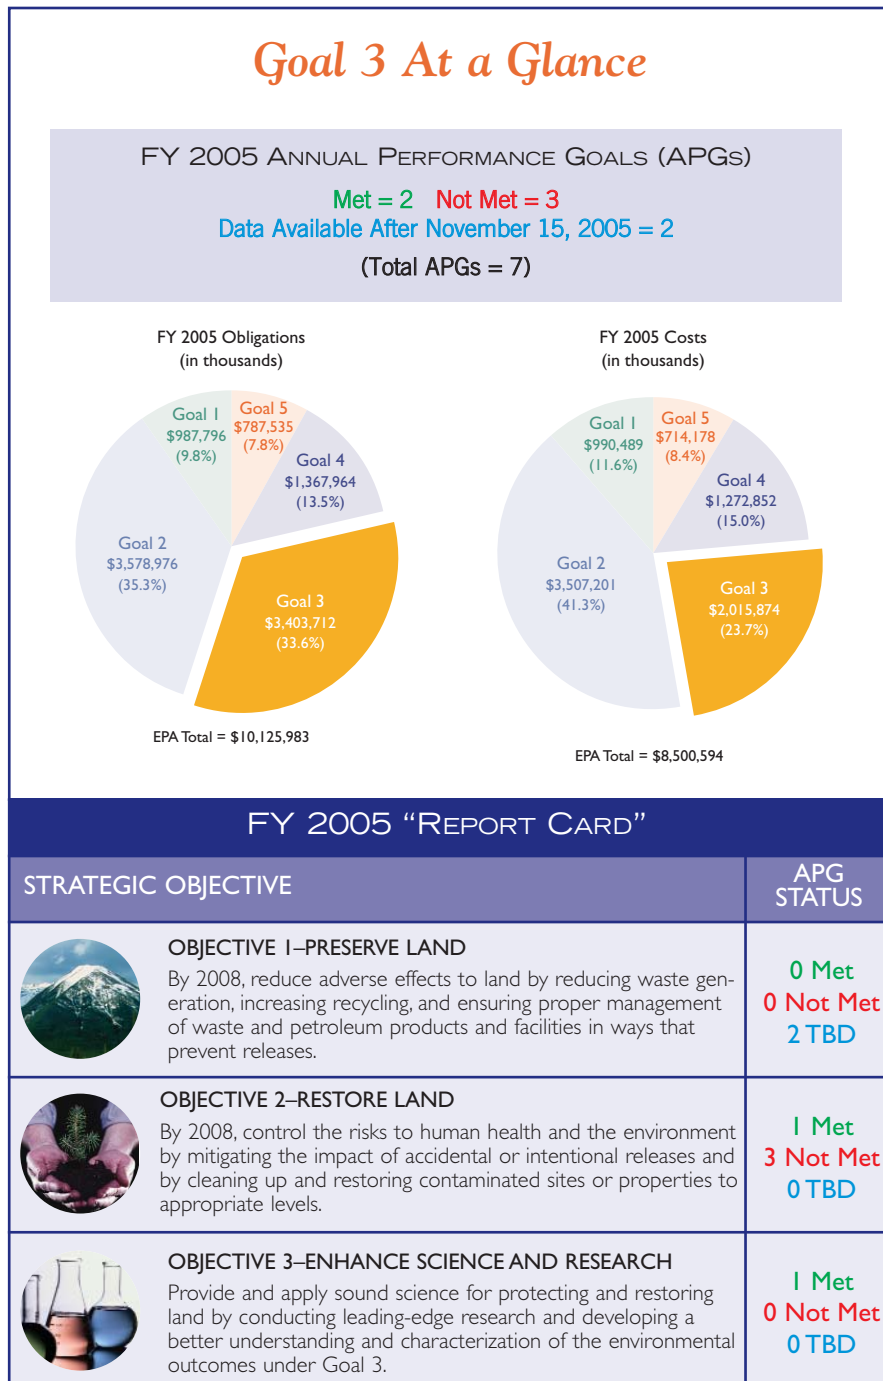 Goal 3 At a Glance
FY 2005 Annual Performance Goals (APGs)
Met = 2 Not Met = 3
Data Available After November 15, 2005 = 2
(Total APGs = 7)
FY 2005 Obligations
(in thousands)
Goal 1
$987,796
(9.8%)
Goal 5
$787,535
(7.8%)
Goal 4
$1,367,964
(13.5%)
Goal 2
$3,578,976
(35.3%)
Goal 3
$3,403,712
(33.6%)
EPA Total = $10,125,983
FY 2005 Costs
(in thousands)
Goal 1
$990,489
(11.6%)
Goal 5
$714,178
(8.4%)
Goal 4
$1,272,852
(15.0%)
Goal 2
$3,507,201
(41.3%)
Goal 3
$2,015,874
(23.7%)
EPA Total = $8,500,594
FY 2005 “Report Card”
STRATEGIC OBJECTIVE
APG
STATUS
OBJECTIVE 1–PRESERVE LAND
By 2008, reduce adverse effects to land by reducing waste gen-
eration, increasing recycling, and ensuring proper management
of waste and petroleum products and facilities in ways that
prevent releases.
0 Met
0 Not Met
2 TBD
OBJECTIVE 2–RESTORE LAND
By 2008, control the risks to human health and the environment
by mitigating the impact of accidental or intentional releases and
by cleaning up and restoring contaminated sites or properties to
appropriate levels.
1 Met
3 Not Met
0 TBD
OBJECTIVE 3–ENHANCE SCIENCE AND RESEARCH
Provide and apply sound science for protecting and restoring
land by conducting leading-edge research and developing a
better understanding and characterization of the environmental
outcomes under Goal 3.
1 Met
0 Not Met
0 TBD